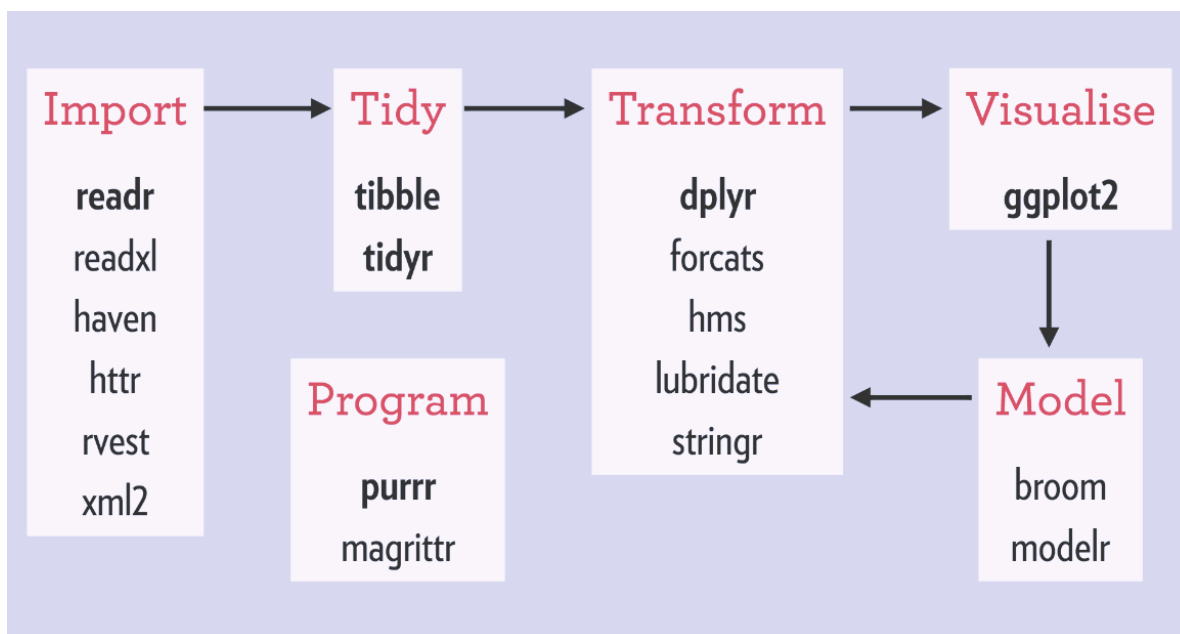 Import
readr
readxl
haven
httr
rvest
xml2
Tidy
tibble
tidyr
Program
purrr
magrittr
Transform
dplyr
forcats
hms
lubridate
stringr
Visualise
ggplot2
Model
broom
modelr